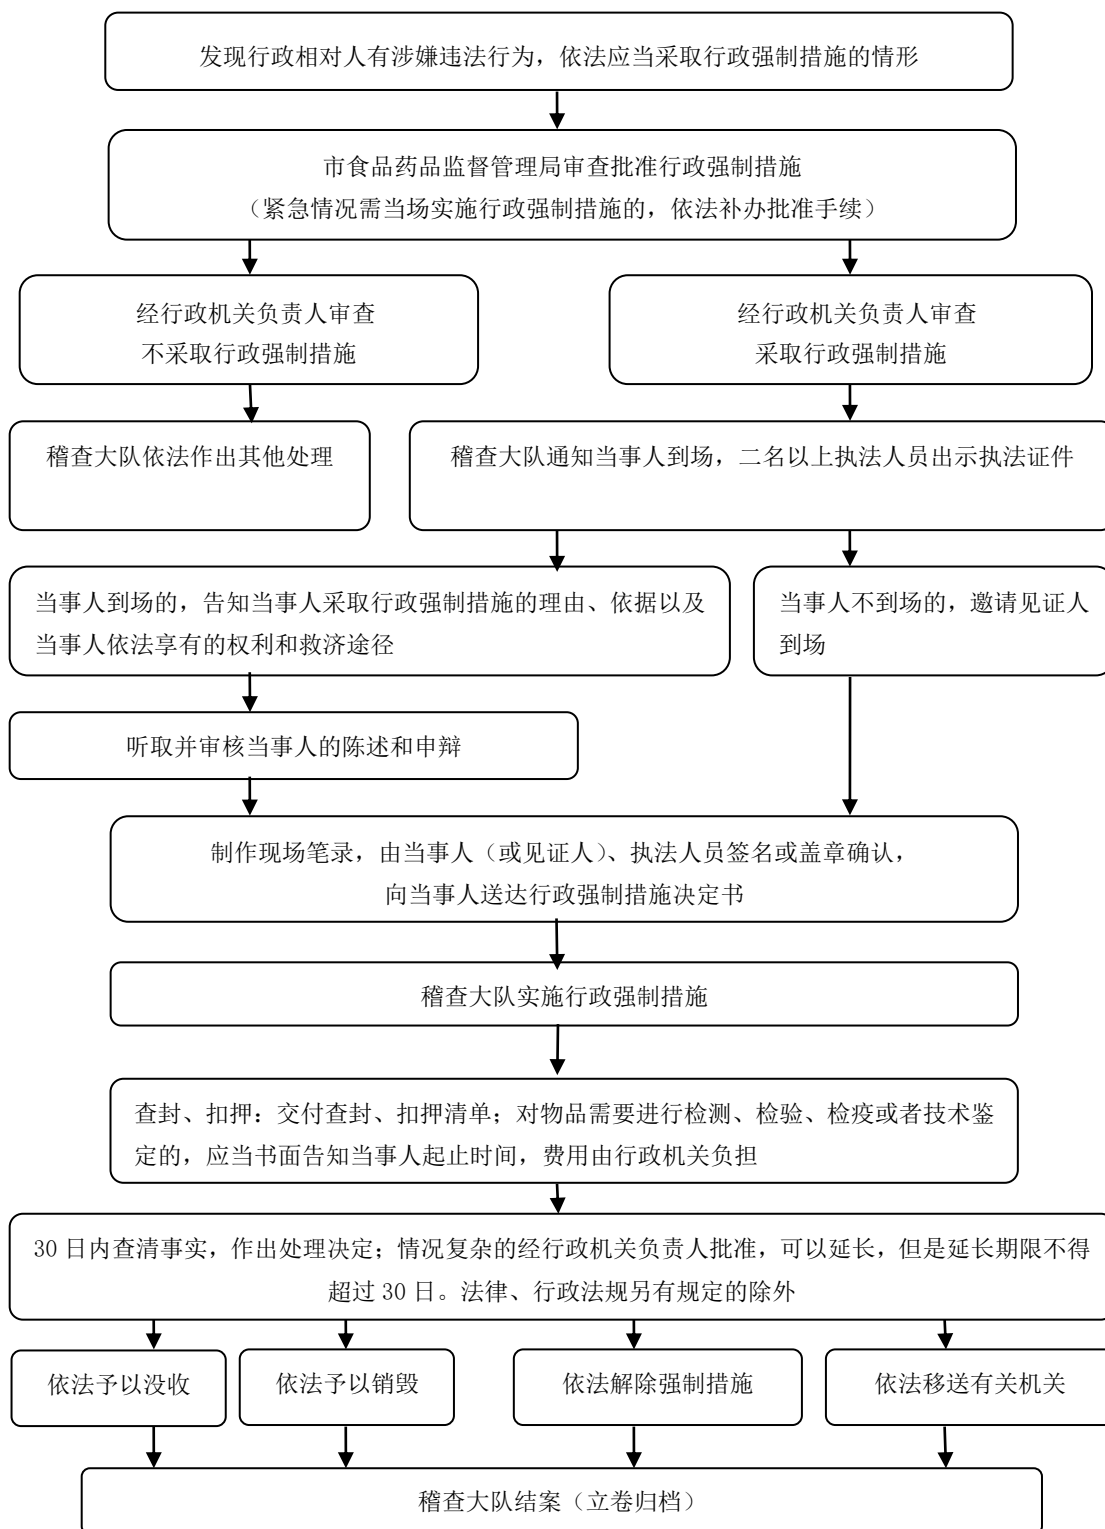 发现行政相对人有涉嫌违法行为，依法应当采取行政强制措施的情形
市食品药品监督管理局审查批准行政强制措施
（紧急情况需当场实施行政强制措施的，依法补办批准手续）
经行政机关负责人审查
不采取行政强制措施
经行政机关负责人审查
采取行政强制措施
稽查大队依法作出其他处理
稽查大队通知当事人到场，二名以上执法人员出示执法证件
当事人到场的，告知当事人采取行政强制措施的理由、依据以及
当事人依法享有的权利和救济途径
当事人不到场的，邀请见证人
到场
听取并审核当事人的陈述和申辩
制作现场笔录，由当事人（或见证人）、执法人员签名或盖章确认，
向当事人送达行政强制措施决定书
稽查大队实施行政强制措施
查封、扣押：交付查封、扣押清单；对物品需要进行检测、检验、检疫或者技术鉴
定的，应当书面告知当事人起止时间，费用由行政机关负担
30 日内查清事实，作出处理决定；情况复杂的经行政机关负责人批准，可以延长，但是延长期限不得
超过 30 日。法律、行政法规另有规定的除外
依法予以没收
依法予以销毁
依法解除强制措施
依法移送有关机关
稽查大队结案（立卷归档）